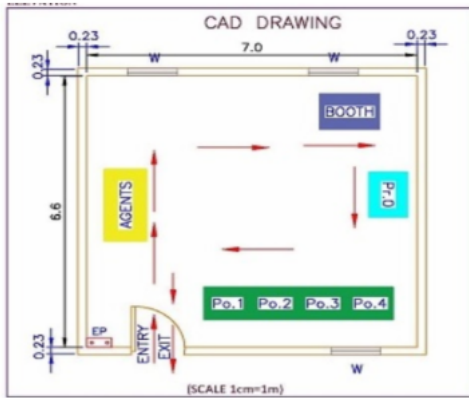 CAD DRAWING
0.23
7.0
0.23
0.23
W
W
BOOTH
6.6
AGENTS
Pr.O
Po.1 Po.2 Po.3 Po.4
EP
ENTRY
EXIT
0.23
W
(SCALE 1cm=1m)